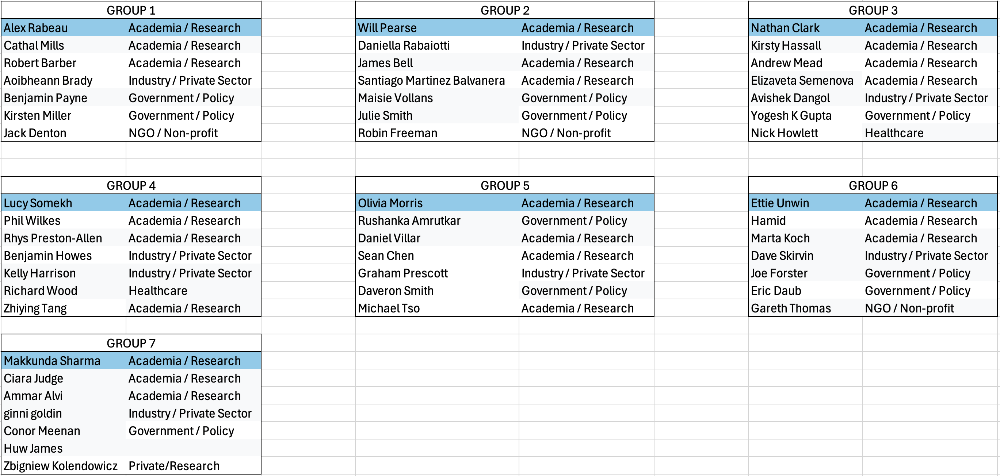 GROUP 1
Alex Rabeau Academia / Research
Cathal Mills Academia / Research
Robert Barber Academia / Research
Aoibheann Brady Industry / Private Sector
Benjamin Payne Government / Policy
Kirsten Miller Government / Policy
Jack Denton NGO / Non-profit
GROUP 2
Will Pearse Academia / Research
Daniella Rabaiotti Industry / Private Sector
James Bell Academia / Research
Santiago Martinez Balvanera Academia / Research
Maisie Vollans Government / Policy
Julie Smith Government / Policy
Robin Freeman NGO / Non-profit
GROUP 3
Nathan Clark Academia / Research
Kirsty Hassall Academia / Research
Andrew Mead Academia / Research
Elizaveta Semenova Academia / Research
Avishek Dangol Industry / Private Sector
Yogesh K Gupta Government / Policy
Nick Howlett Healthcare
GROUP 4
Lucy Somekh Academia / Research
Phil Wilkes Academia / Research
Rhys Preston-Allen Academia / Research
Benjamin Howes Industry / Private Sector
Kelly Harrison Industry / Private Sector
Richard Wood Healthcare
Zhiying Tang Academia / Research
GROUP 5
Olivia Morris Academia / Research
Rushanka Amrutkar Government / Policy
Daniel Villar Academia / Research
Sean Chen Academia / Research
Graham Prescott Industry / Private Sector
Daveron Smith Government / Policy
Michael Tso Academia / Research
GROUP 6
Ettie Unwin Academia / Research
Hamid Academia / Research
Marta Koch Academia / Research
Dave Skirvin Industry / Private Sector
Joe Forster Government / Policy
Eric Daub Government / Policy
Gareth Thomas NGO / Non-profit
GROUP 7
Makkunda Sharma Academia / Research
Ciara Judge Academia / Research
Ammar Alvi Academia / Research
ginni goldin Industry / Private Sector
Conor Meenan Government / Policy
Huw James
Zbigniew Kolendowicz Private/Research